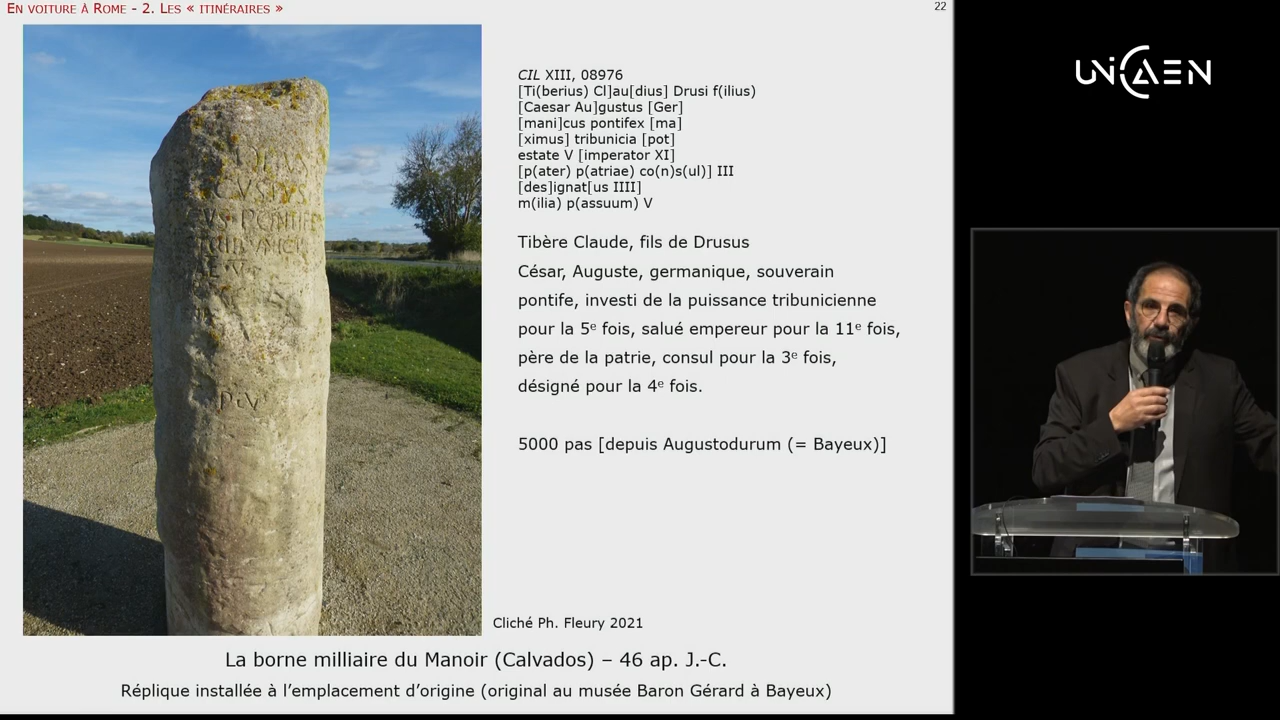 EN VOITURE À ROME - 2. LES « ITINÉRAIRES »
22
UNICAEN
CIL XIII, 08976
[Ti(berius) Cl]au[dius] Drusi f(ilius)
[Caesar Au]gustus [Ger]
[mani]cus pontifex [ma]
[ximus] tribunicia [pot]
estate V [imperator XI]
[p(ater) p(atriae) co(n)s(ul)] III
[des]ignat[us IIII]
m(ilia) p(assuum) V
Tibère Claude, fils de Drusus
César, Auguste, germanique, souverain
pontife, investi de la puissance tribunicienne
pour la 5e fois, salué empereur pour la 11e fois,
père de la patrie, consul pour la 3e fois,
désigné pour la 4e fois.
5000 pas [depuis Augustodurum (= Bayeux)]
Cliché Ph. Fleury 2021
La borne milliaire du Manoir (Calvados) – 46 ap. J.-C.
Réplique installée à l’emplacement d’origine (original au musée Baron Gérard à Bayeux)